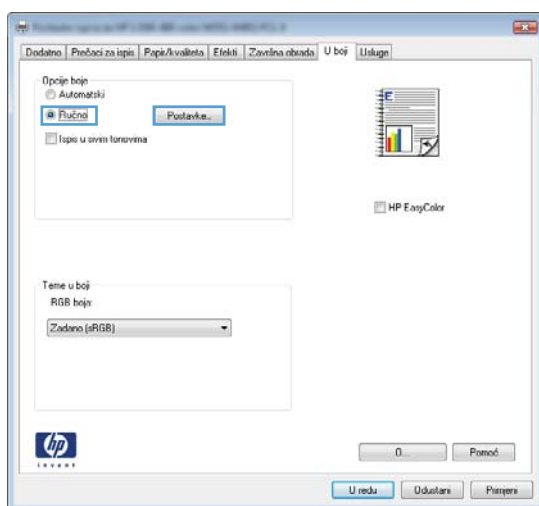 Dodatno Prečaci za ispis Papir/kvaliteta Efekti Završna obrada U boji Usluge
Opcije boje
Automatski
Ručno Postavke...
Ispis u sivim tonovima
E
HP EasyColor
Teme u boji
RGB boja:
Zadano (sRGB)
hp
invent
O... Pomoć
U redu Odustani Primjeni